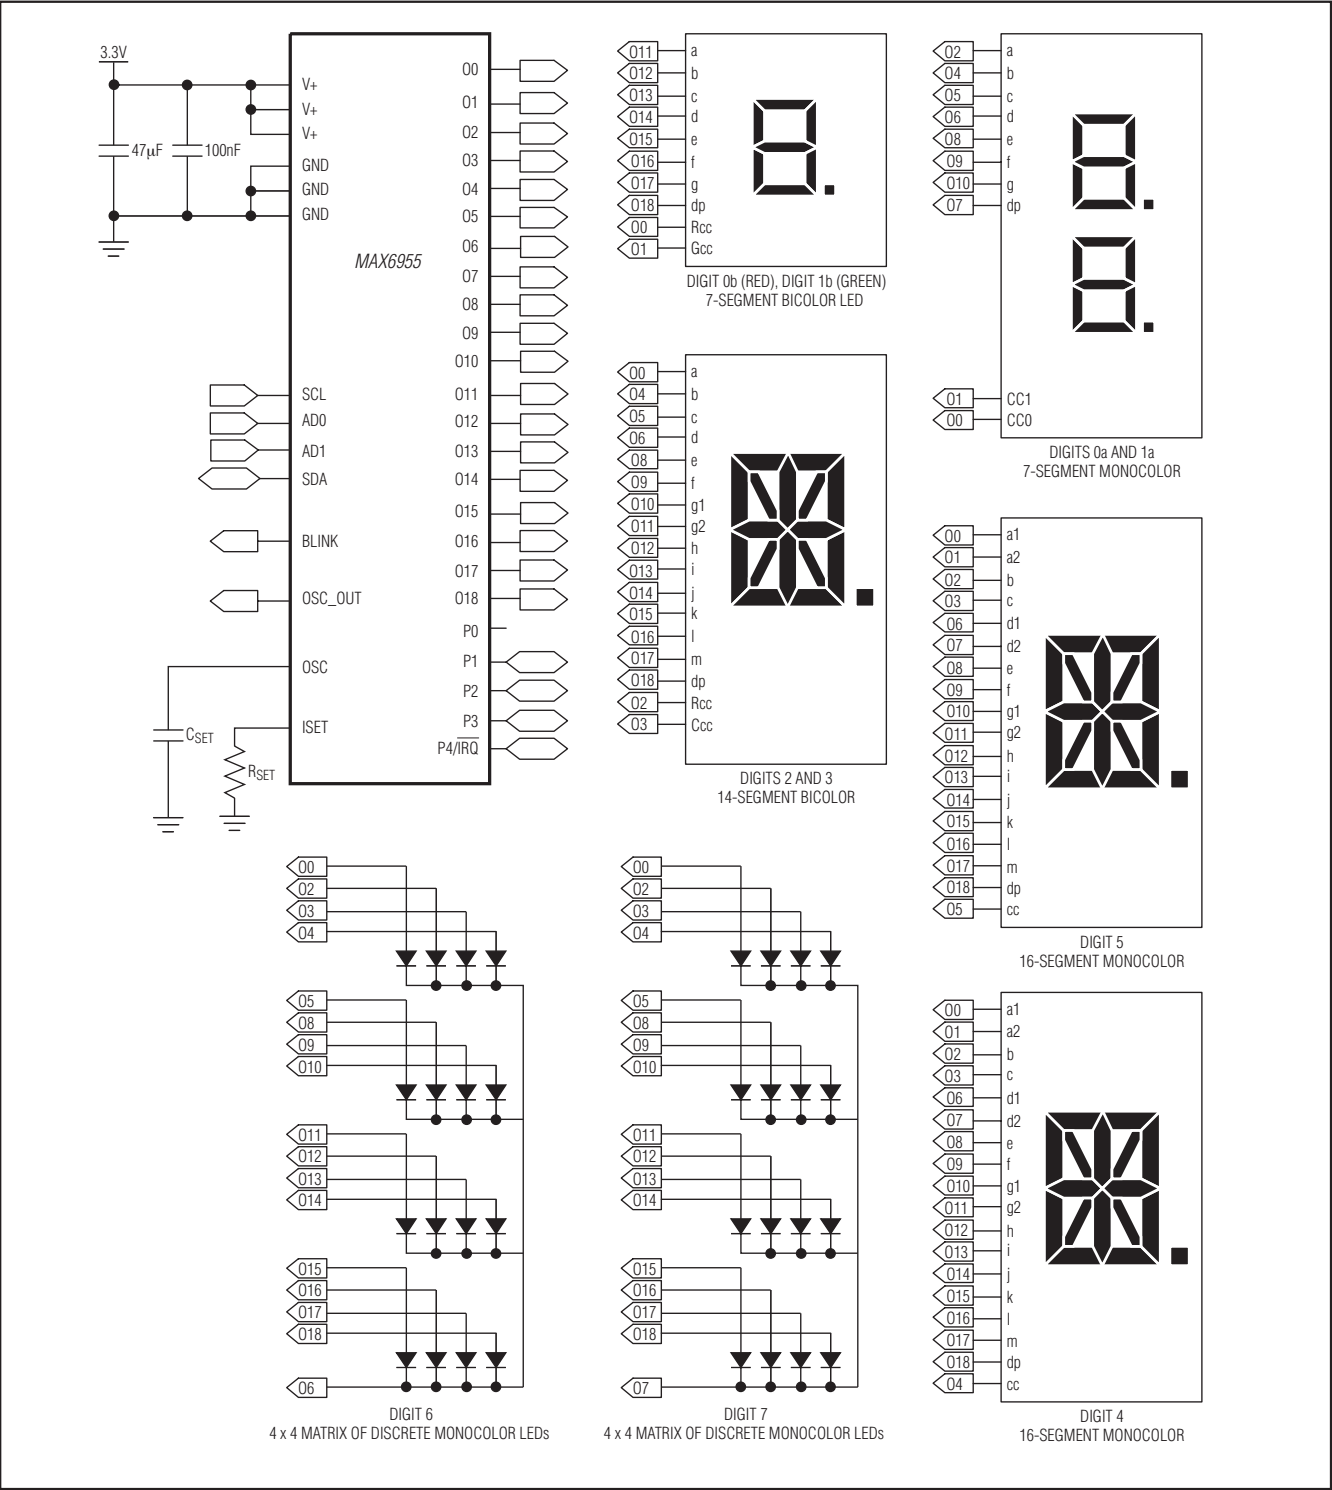 3.3V
47µF
100nF
V+
V+
V+
GND
GND
GND
MAX6955
SCL
AD0
AD1
SDA
BLINK
OSC_OUT
OSC
ISET
CSET
RSET
O0
O1
O2
O3
O4
O5
O6
O7
O8
O9
O10
O11
O12
O13
O14
O15
O16
O17
O18
P0
P1
P2
P3
P4/IRQ
O11 a
O12 b
O13 c
O14 d
O15 e
O16 f
O17 g
O18 dp
O0 Rcc
O1 Gcc
DIGIT 0b (RED), DIGIT 1b (GREEN)
7-SEGMENT BICOLOR LED
O2 a
O4 b
O5 c
O6 d
O8 e
O9 f
O10 g
O7 dp
O1 CC1
O0 CC0
DIGITS 0a AND 1a
7-SEGMENT MONOCOLOR
O0 a
O4 b
O5 c
O6 d
O8 e
O9 f
O10 g1
O11 g2
O12 h
O13 i
O14 j
O15 k
O16 l
O17 m
O18 dp
O2 Rcc
O3 Ccc
DIGITS 2 AND 3
14-SEGMENT BICOLOR
O0 a1
O1 a2
O2 b
O3 c
O6 d1
O7 d2
O8 e
O9 f
O10 g1
O11 g2
O12 h
O13 i
O14 j
O15 k
O16 l
O17 m
O18 dp
O5 cc
DIGIT 5
16-SEGMENT MONOCOLOR
O0
O2
O3
O4
O5
O8
O9
O10
O11
O12
O13
O14
O15
O16
O17
O18
O6
DIGIT 6
4 x 4 MATRIX OF DISCRETE MONOCOLOR LEDs
O0
O2
O3
O4
O5
O8
O9
O10
O11
O12
O13
O14
O15
O16
O17
O18
O7
DIGIT 7
4 x 4 MATRIX OF DISCRETE MONOCOLOR LEDs
O0 a1
O1 a2
O2 b
O3 c
O6 d1
O7 d2
O8 e
O9 f
O10 g1
O11 g2
O12 h
O13 i
O14 j
O15 k
O16 l
O17 m
O18 dp
O4 cc
DIGIT 4
16-SEGMENT MONOCOLOR